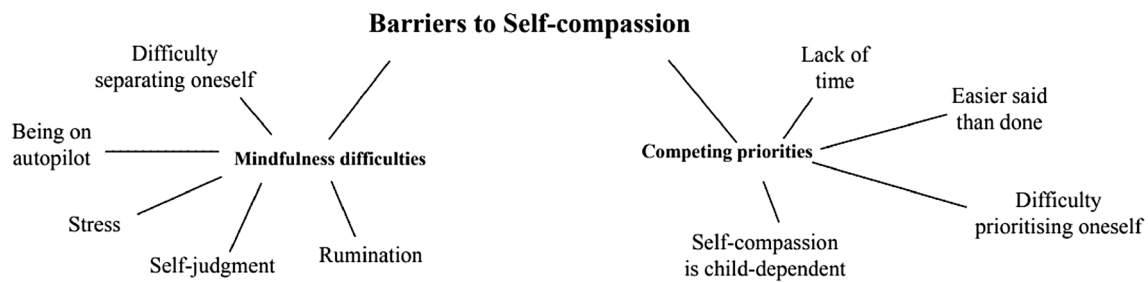 Barriers to Self-compassion
Difficulty
separating oneself
Being on
autopilot
Mindfulness difficulties
Stress
Self-judgment
Rumination
Lack of
time
Easier said
than done
Competing priorities
Difficulty
prioritising oneself
Self-compassion
is child-dependent